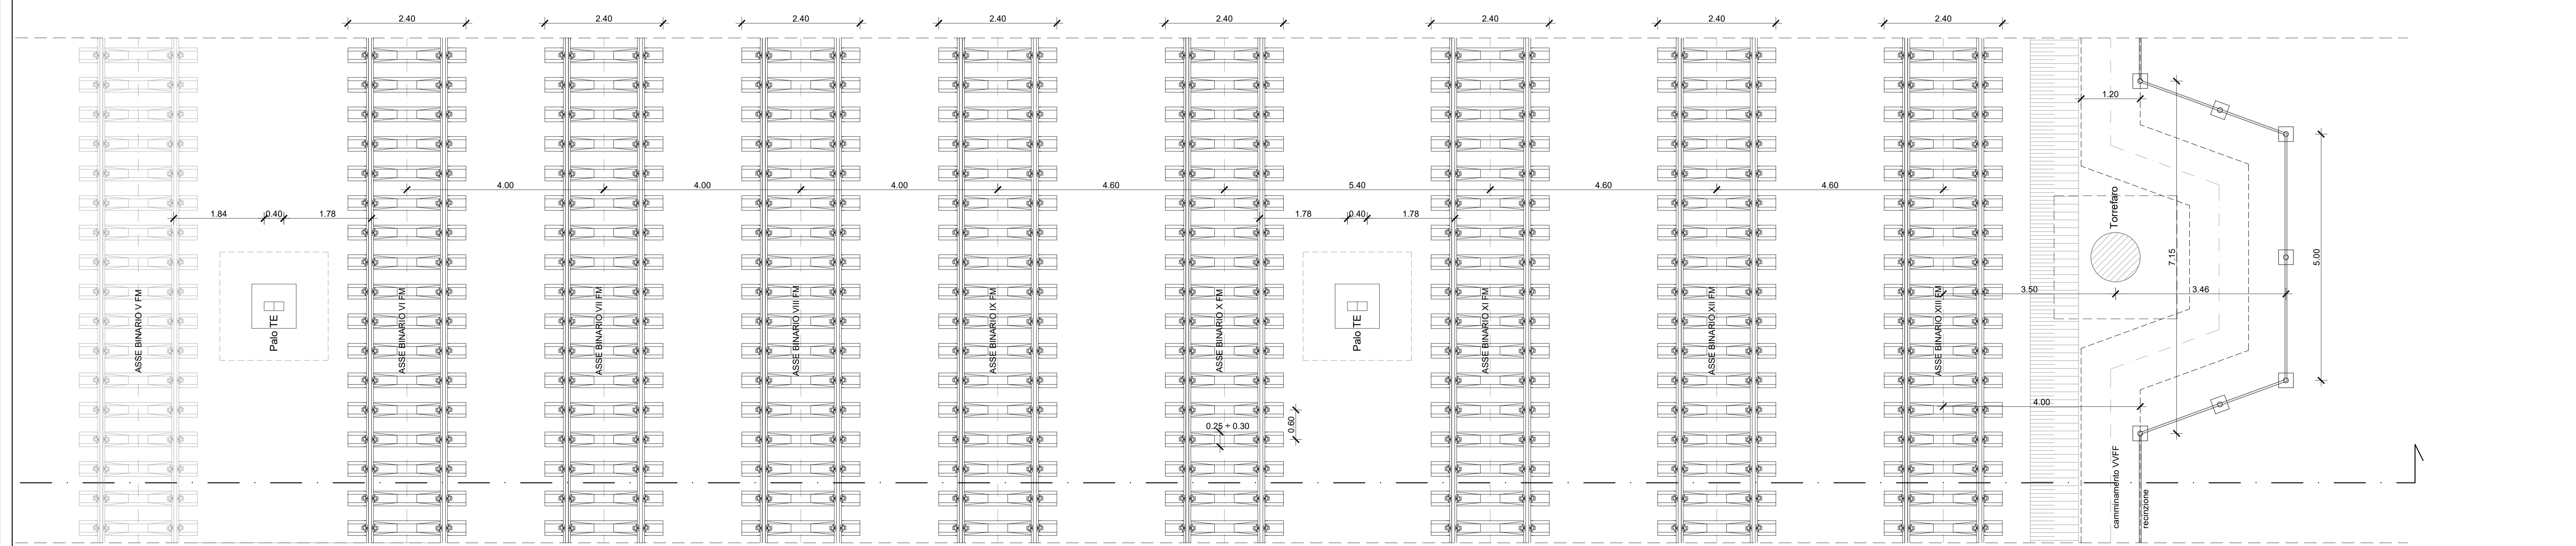 2.40 2.40 2.40 2.40 2.40 2.40 2.40 2.40
1.20
4.00 4.00 4.00 4.60 5.40 4.60 4.60
1.84 0.40 1.78 1.78 0.40 1.78
Torrefaro
7.15
5.00
3.50 3.46
ASSE BINARIO V FM
Palo TE
ASSE BINARIO VI FM
ASSE BINARIO VII FM
ASSE BINARIO VIII FM
ASSE BINARIO IX FM
ASSE BINARIO X FM
Palo TE
ASSE BINARIO XI FM
ASSE BINARIO XII FM
ASSE BINARIO XIII FM
4.00
0.25 ÷ 0.30
0.60
camminamento VVFF
recinzione